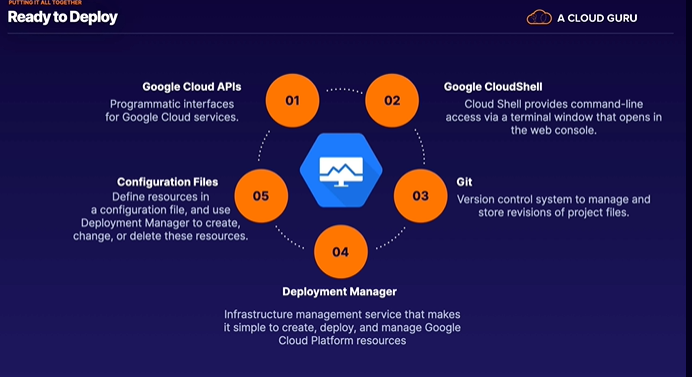 PUTTING IT ALL TOGETHER
Ready to Deploy
A CLOUD GURU
01
Google Cloud APIs
Programmatic interfaces
for Google Cloud services.
02
Google CloudShell
Cloud Shell provides command-line
access via a terminal window that opens in
the web console.
03
Git
Version control system to manage and
store revisions of project files.
04
Deployment Manager
Infrastructure management service that makes
it simple to create, deploy, and manage Google
Cloud Platform resources
05
Configuration Files
Define resources in
a configuration file, and use
Deployment Manager to create,
change, or delete these resources.